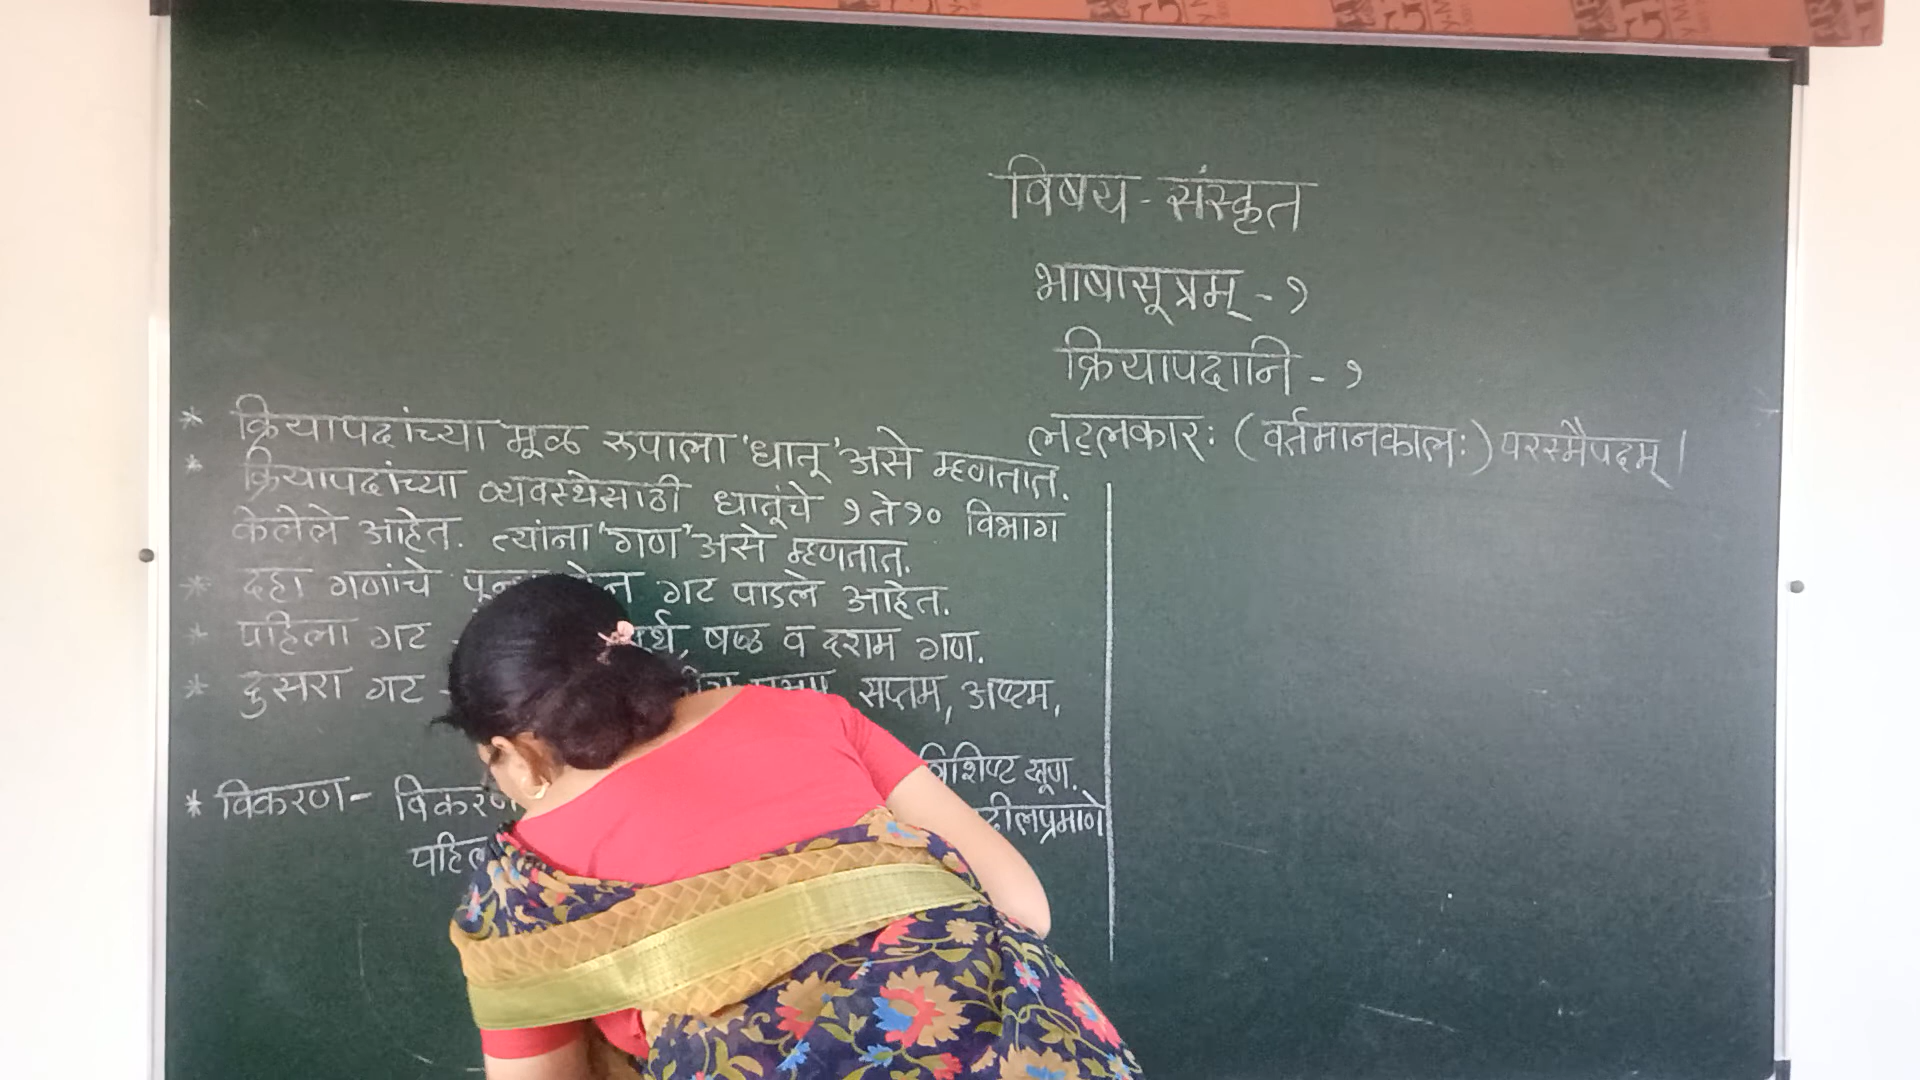 विषय - संस्कृत
भाषासूत्रम् - १
क्रियापदानि - १
लट्लकारः (वर्तमानकालः) परस्मैपदम् ।
* क्रियापदांच्या मूळ रूपाला 'धातू' असे म्हणतात.
* क्रियापदांच्या व्यवस्थेसाठी धातूंचे १ ते १० विभाग
केलेले आहेत. त्यांना 'गण' असे म्हणतात.
* दहा गणांचे गट पाडले आहेत.
* पहिला गट - षष्ठ व दशम गण.
* दुसरा गट - सप्तम, अष्टम,
विशिष्ट खूण.
* विकरण - विकरण